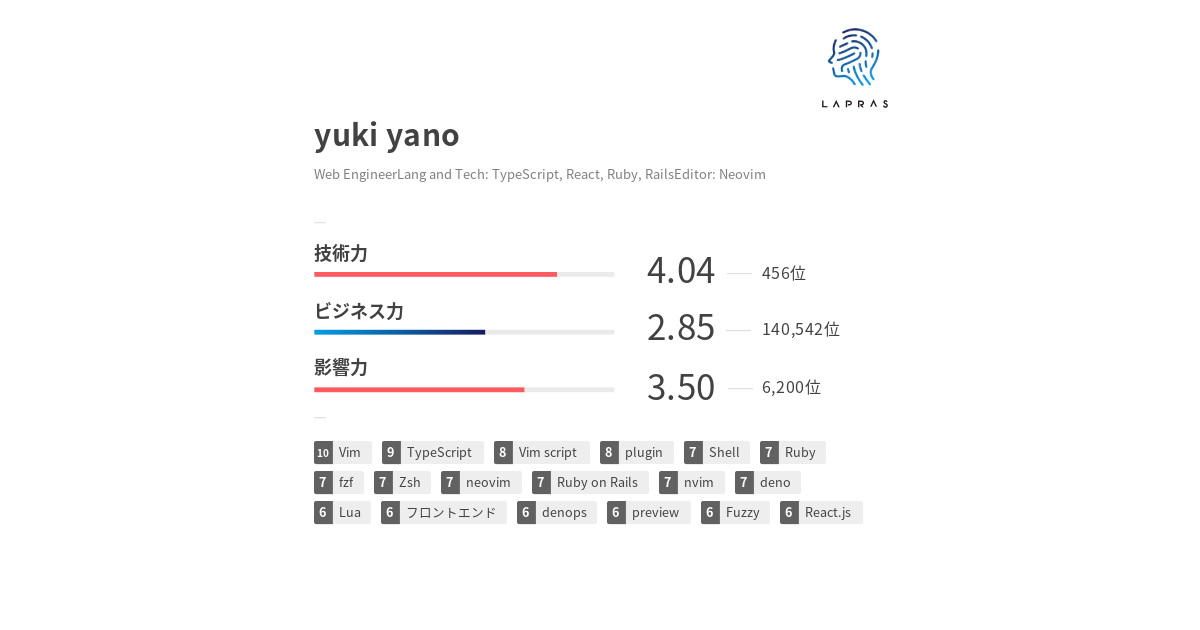 LAPRAS
yuki yano
Web EngineerLang and Tech: TypeScript, React, Ruby, RailsEditor: Neovim
技術力
4.04 456位
ビジネス力
2.85 140,542位
影響力
3.50 6,200位
10 Vim 9 TypeScript 8 Vim script 8 plugin 7 Shell 7 Ruby
7 fzf 7 Zsh 7 neovim 7 Ruby on Rails 7 nvim 7 deno
6 Lua 6 フロントエンド 6 denops 6 preview 6 Fuzzy 6 React.js